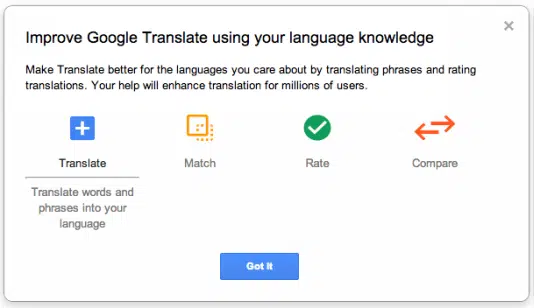 Improve Google Translate using your language knowledge
Make Translate better for the languages you care about by translating phrases and rating
translations. Your help will enhance translation for millions of users.
Translate
Match
Rate
Compare
Translate words and
phrases into your
language
Got It